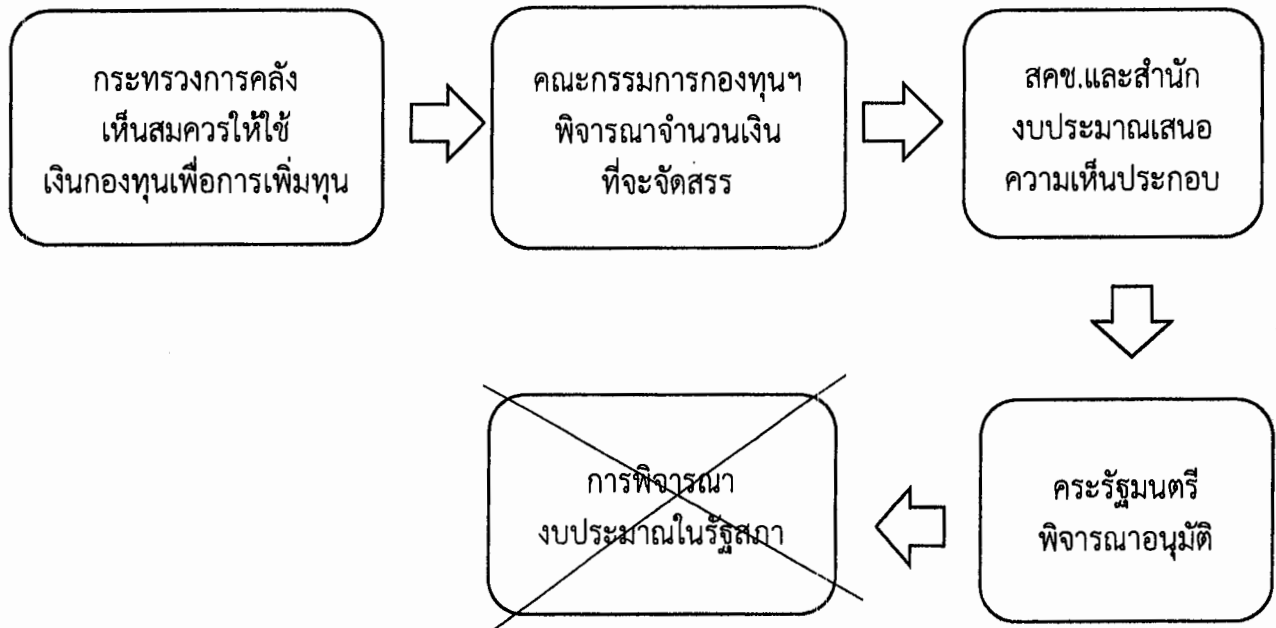 กระทรวงการคลัง
เห็นสมควรให้ใช้
เงินกองทุนเพื่อการเพิ่มทุน
คณะกรรมการกองทุนฯ
พิจารณาจำนวนเงิน
ที่จะจัดสรร
สคช.และสำนัก
งบประมาณเสนอ
ความเห็นประกอบ
คระรัฐมนตรี
พิจารณาอนุมัติ
การพิจารณา
งบประมาณในรัฐสภา